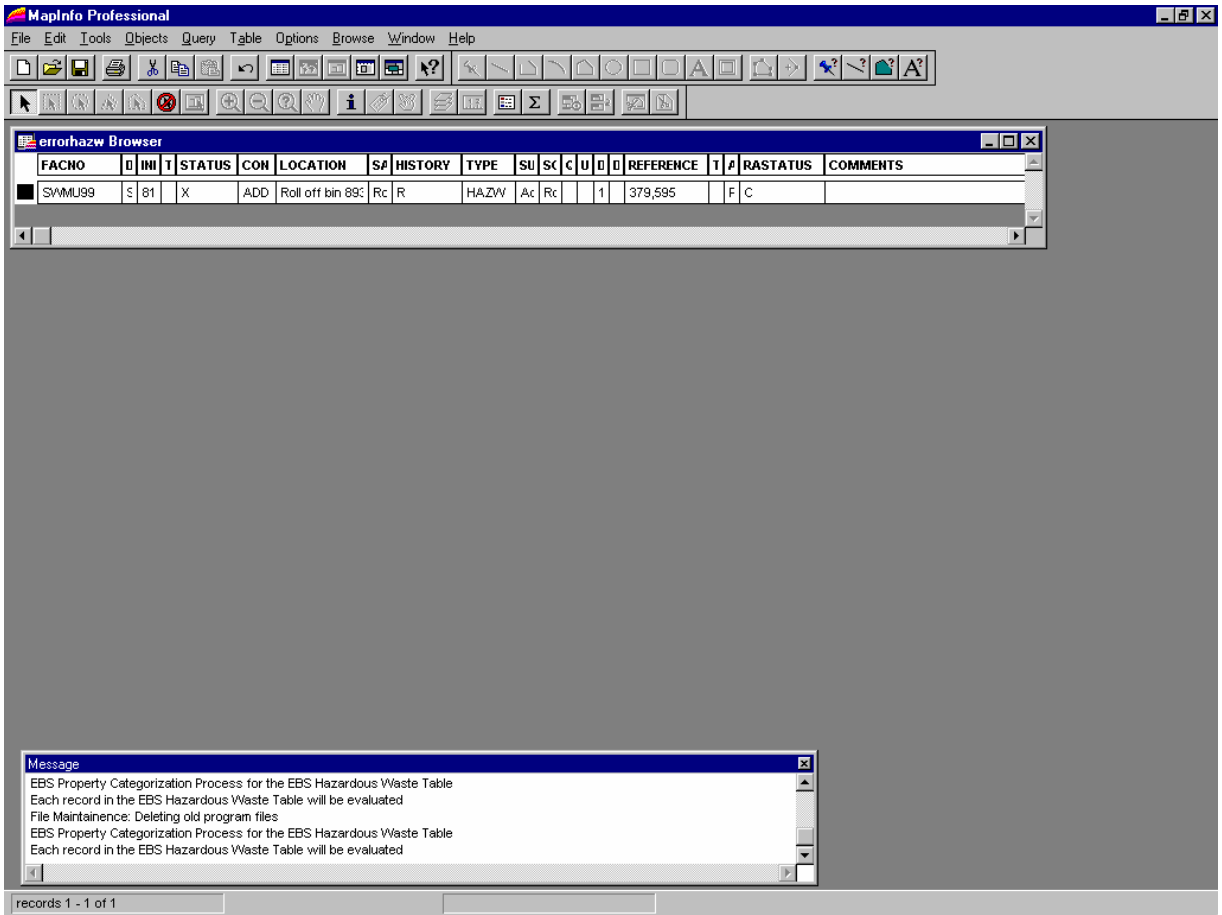 MapInfo Professional
File Edit Tools Objects Query Table Options Browse Window Help
errorhazw Browser
FACNO D INI T STATUS CON LOCATION SA HISTORY TYPE SU SC C U D D REFERENCE T A RASTATUS COMMENTS
SWMU99 S 81 X ADD Roll off bin 893 Rc R HAZW Ac Rc 1 379,595 F C
Message
EBS Property Categorization Process for the EBS Hazardous Waste Table
Each record in the EBS Hazardous Waste Table will be evaluated
File Maintainence: Deleting old program files
EBS Property Categorization Process for the EBS Hazardous Waste Table
Each record in the EBS Hazardous Waste Table will be evaluated
records 1 - 1 of 1